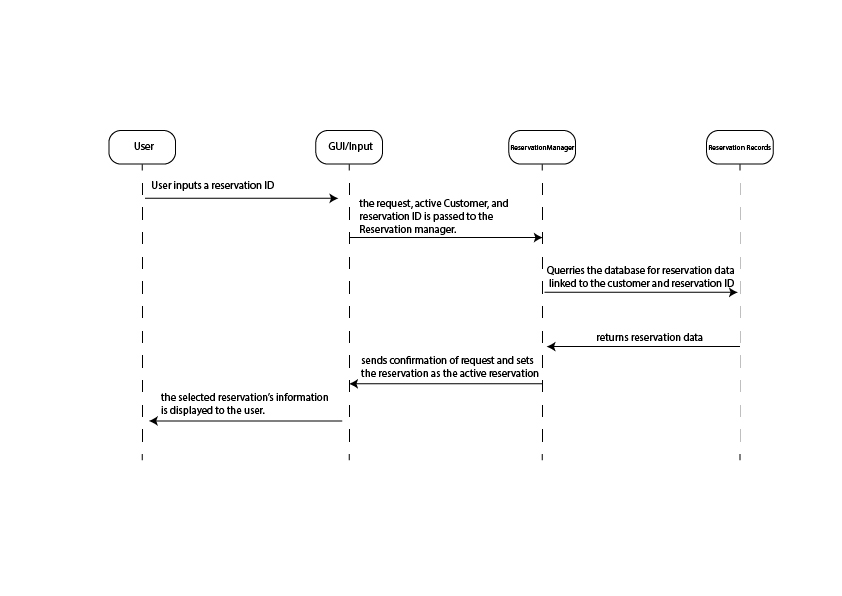 User
GUI/Input
ReservationManager
Reservation Records
User inputs a reservation ID
the request, active Customer, and
reservation ID is passed to the
Reservation manager.
Querries the database for reservation data
linked to the customer and reservation ID
returns reservation data
sends confirmation of request and sets
the reservation as the active reservation
the selected reservation's information
is displayed to the user.